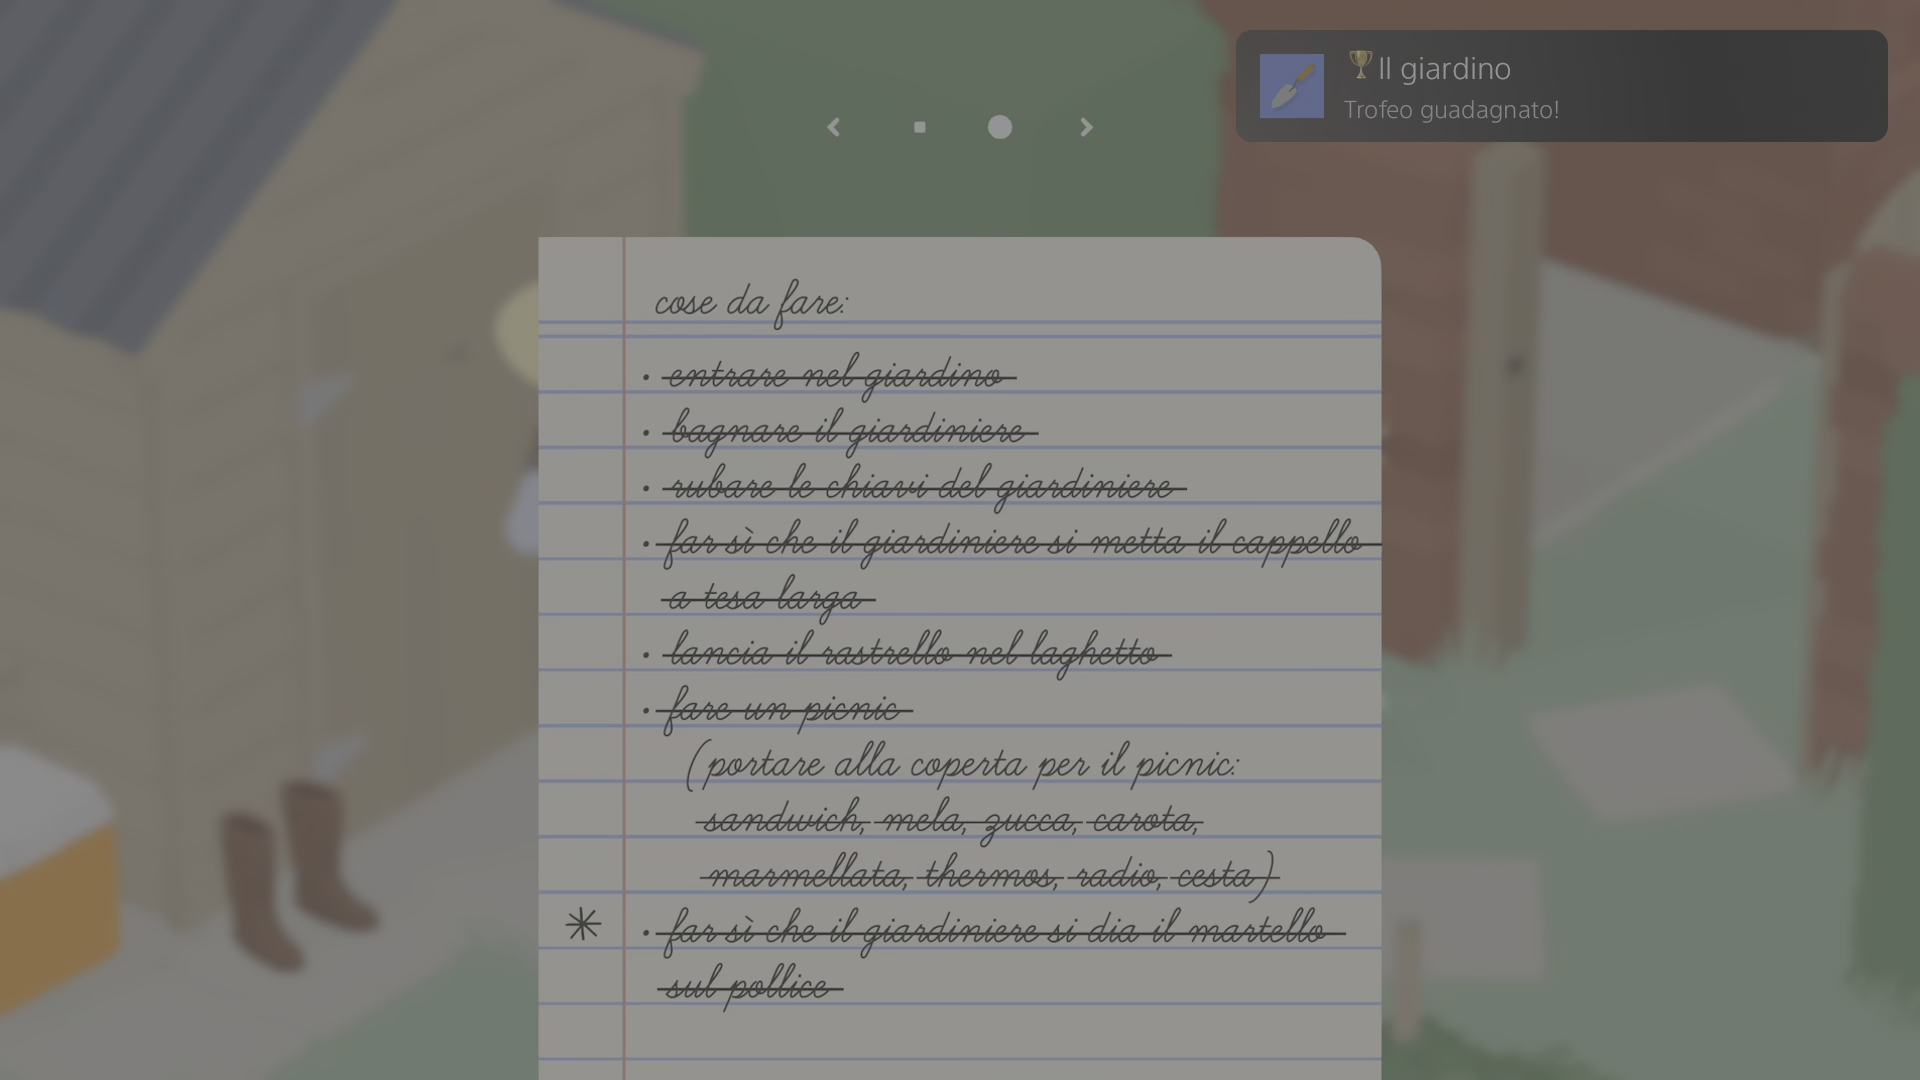 Il giardino
Trofeo guadagnato!
cose da fare:
• entrare nel giardino
• bagnare il giardiniere
• rubare le chiavi del giardiniere
• far sì che il giardiniere si metta il cappello
a tesa larga
• lancia il rastrello nel laghetto
• fare un picnic
(portare alla coperta per il picnic:
sandwich, mela, zucca, carota,
marmellata, thermos, radio, cesta)
• far sì che il giardiniere si dia il martello
sul pollice